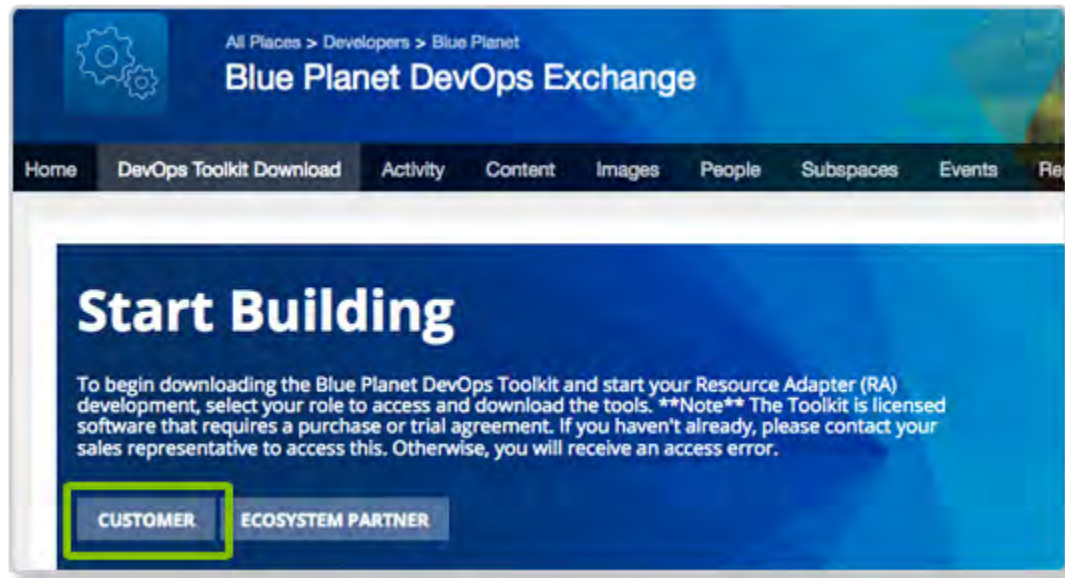 All Places > Developers > Blue Planet
Blue Planet DevOps Exchange
Home DevOps Toolkit Download Activity Content Images People Subspaces Events
Start Building
To begin downloading the Blue Planet DevOps Toolkit and start your Resource Adapter (RA)
development, select your role to access and download the tools. **Note** The Toolkit is licensed
software that requires a purchase or trial agreement. If you haven't already, please contact your
sales representative to access this. Otherwise, you will receive an access error.
CUSTOMER ECOSYSTEM PARTNER